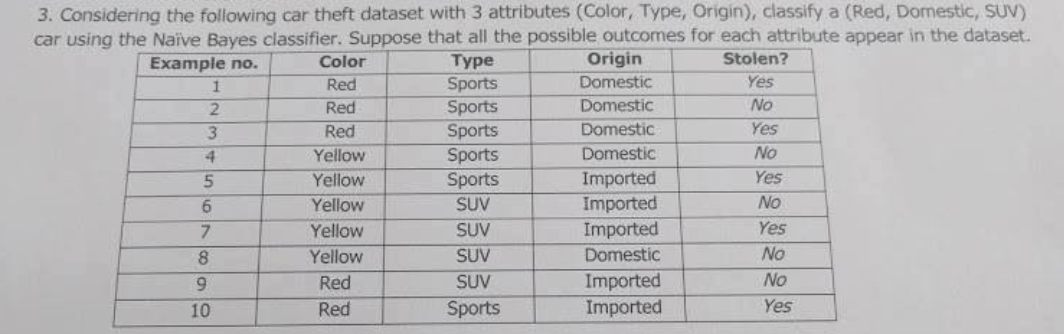 3. Considering the following car theft dataset with 3 attributes (Color, Type, Origin), classify a (Red, Domestic, SUV)
car using the Naïve Bayes classifier. Suppose that all the possible outcomes for each attribute appear in the dataset.
Example no. Color Type Origin Stolen?
1 Red Sports Domestic Yes
2 Red Sports Domestic No
3 Red Sports Domestic Yes
4 Yellow Sports Domestic No
5 Yellow Sports Imported Yes
6 Yellow SUV Imported No
7 Yellow SUV Imported Yes
8 Yellow SUV Domestic No
9 Red SUV Imported No
10 Red Sports Imported Yes